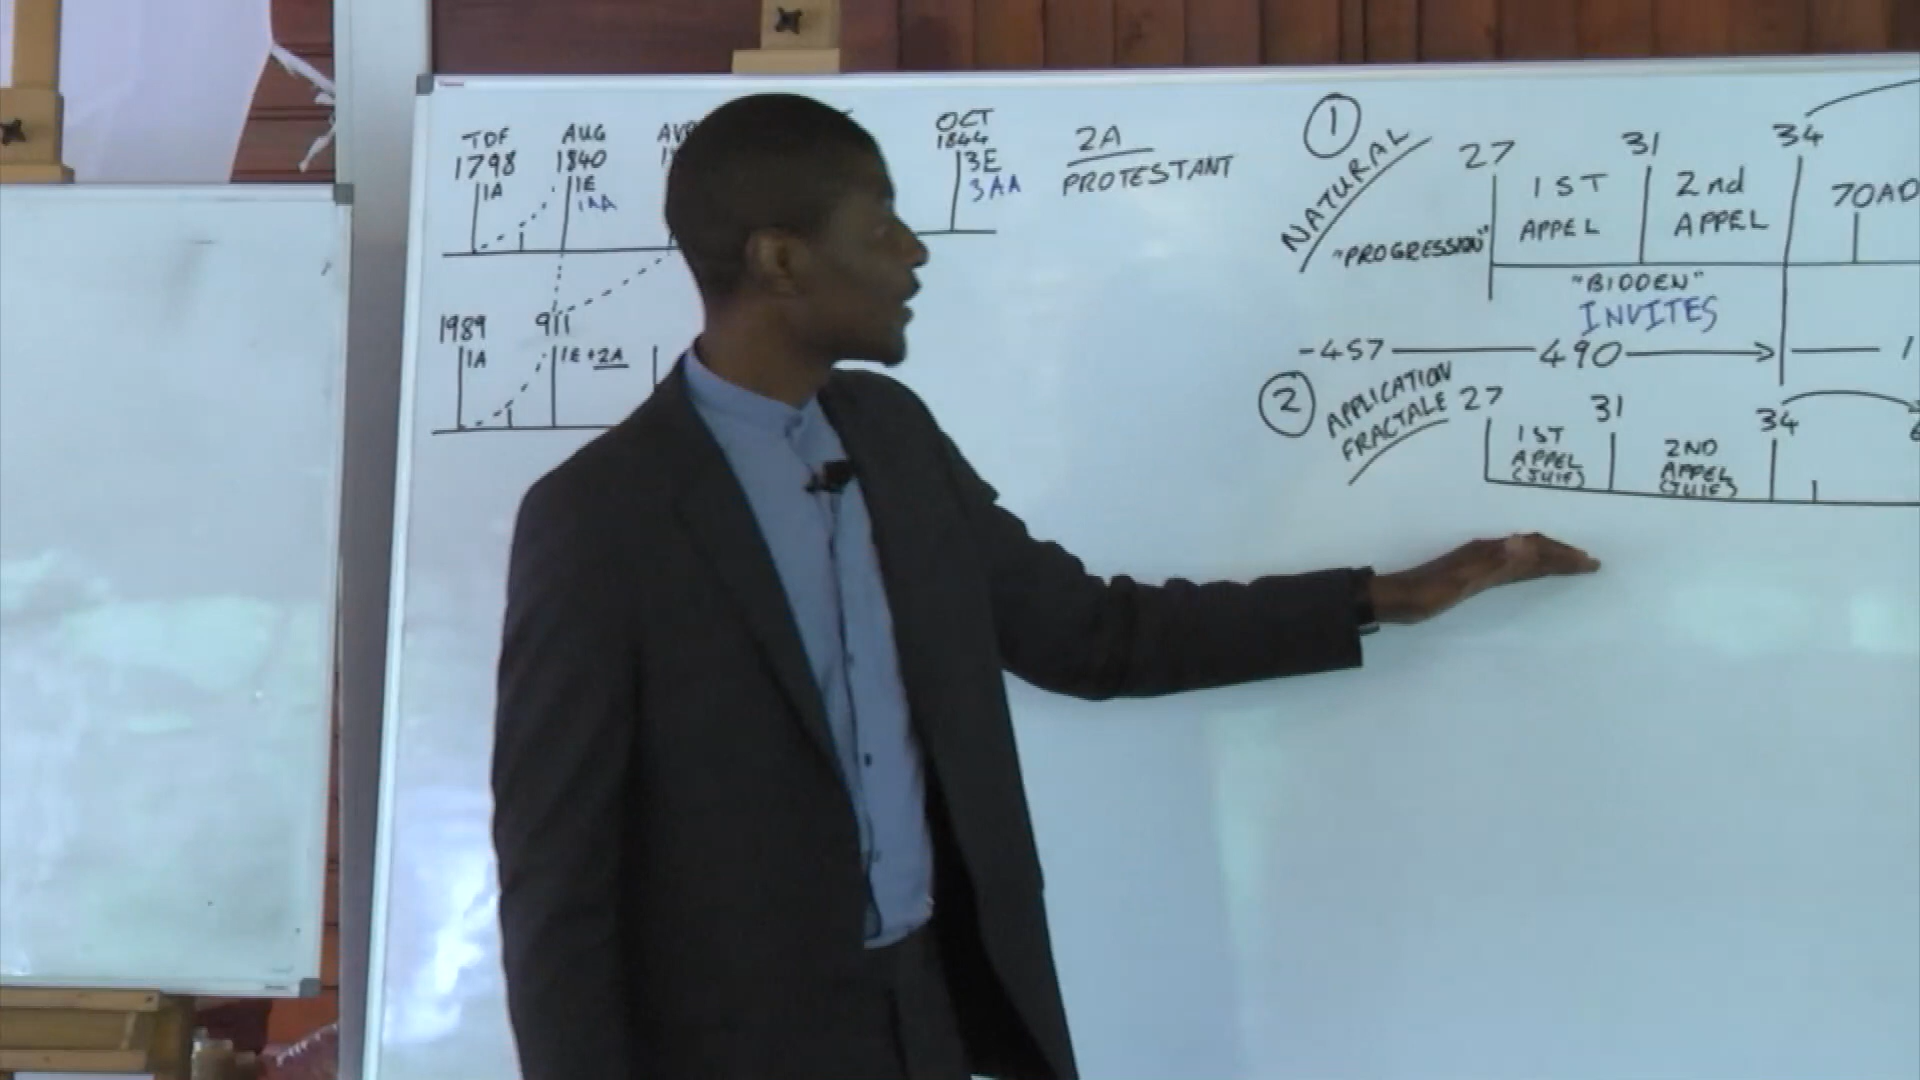 TDF AUG OCT
1798 1840 1844
1A 1E 3E
1AA 3AA
2A
PROTESTANT
1989 911
1A 1E+2A
1
NATURAL
"PROGRESSION"
27 31 34
1ST 2nd 70AD
APPEL APPEL
"BIDDEN"
INVITES
-457 490
2
APPLICATION
FRACTALE
27 31 34
1ST 2ND
APPEL APPEL
(JUIF) (JUIF)